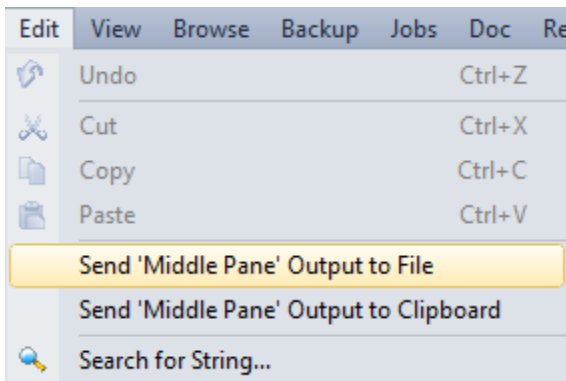 Edit View Browse Backup Jobs Doc Re
Undo Ctrl+Z
Cut Ctrl+X
Copy Ctrl+C
Paste Ctrl+V
Send 'Middle Pane' Output to File
Send 'Middle Pane' Output to Clipboard
Search for String...